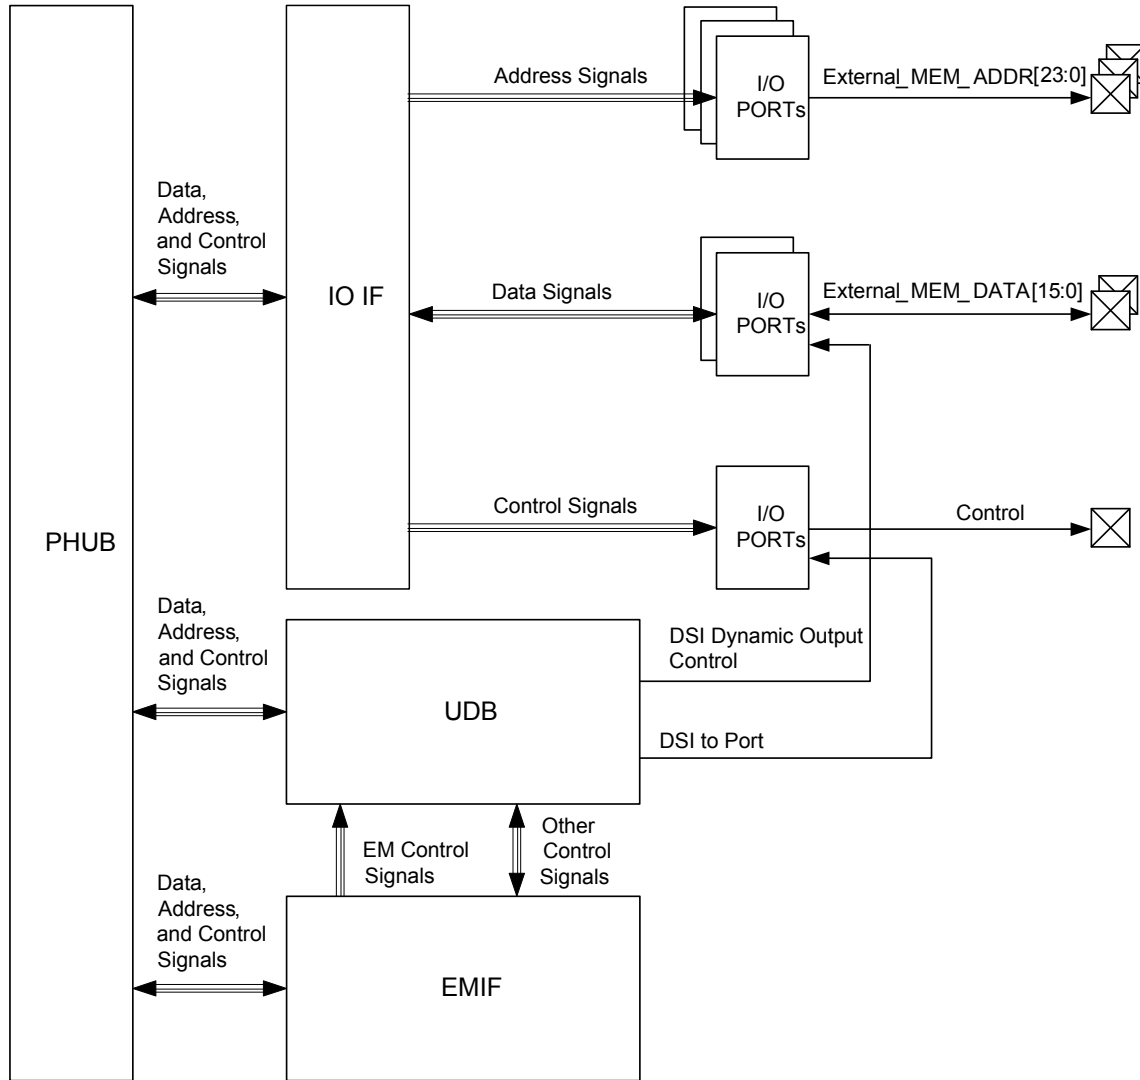 Address Signals
I/O
PORTs
External_MEM_ADDR[23:0]
Data,
Address,
and Control
Signals
IO IF
Data Signals
I/O
PORTs
External_MEM_DATA[15:0]
PHUB
Control Signals
I/O
PORTs
Control
Data,
Address,
and Control
Signals
UDB
DSI Dynamic Output
Control
DSI to Port
EM Control
Signals
Other
Control
Signals
Data,
Address,
and Control
Signals
EMIF